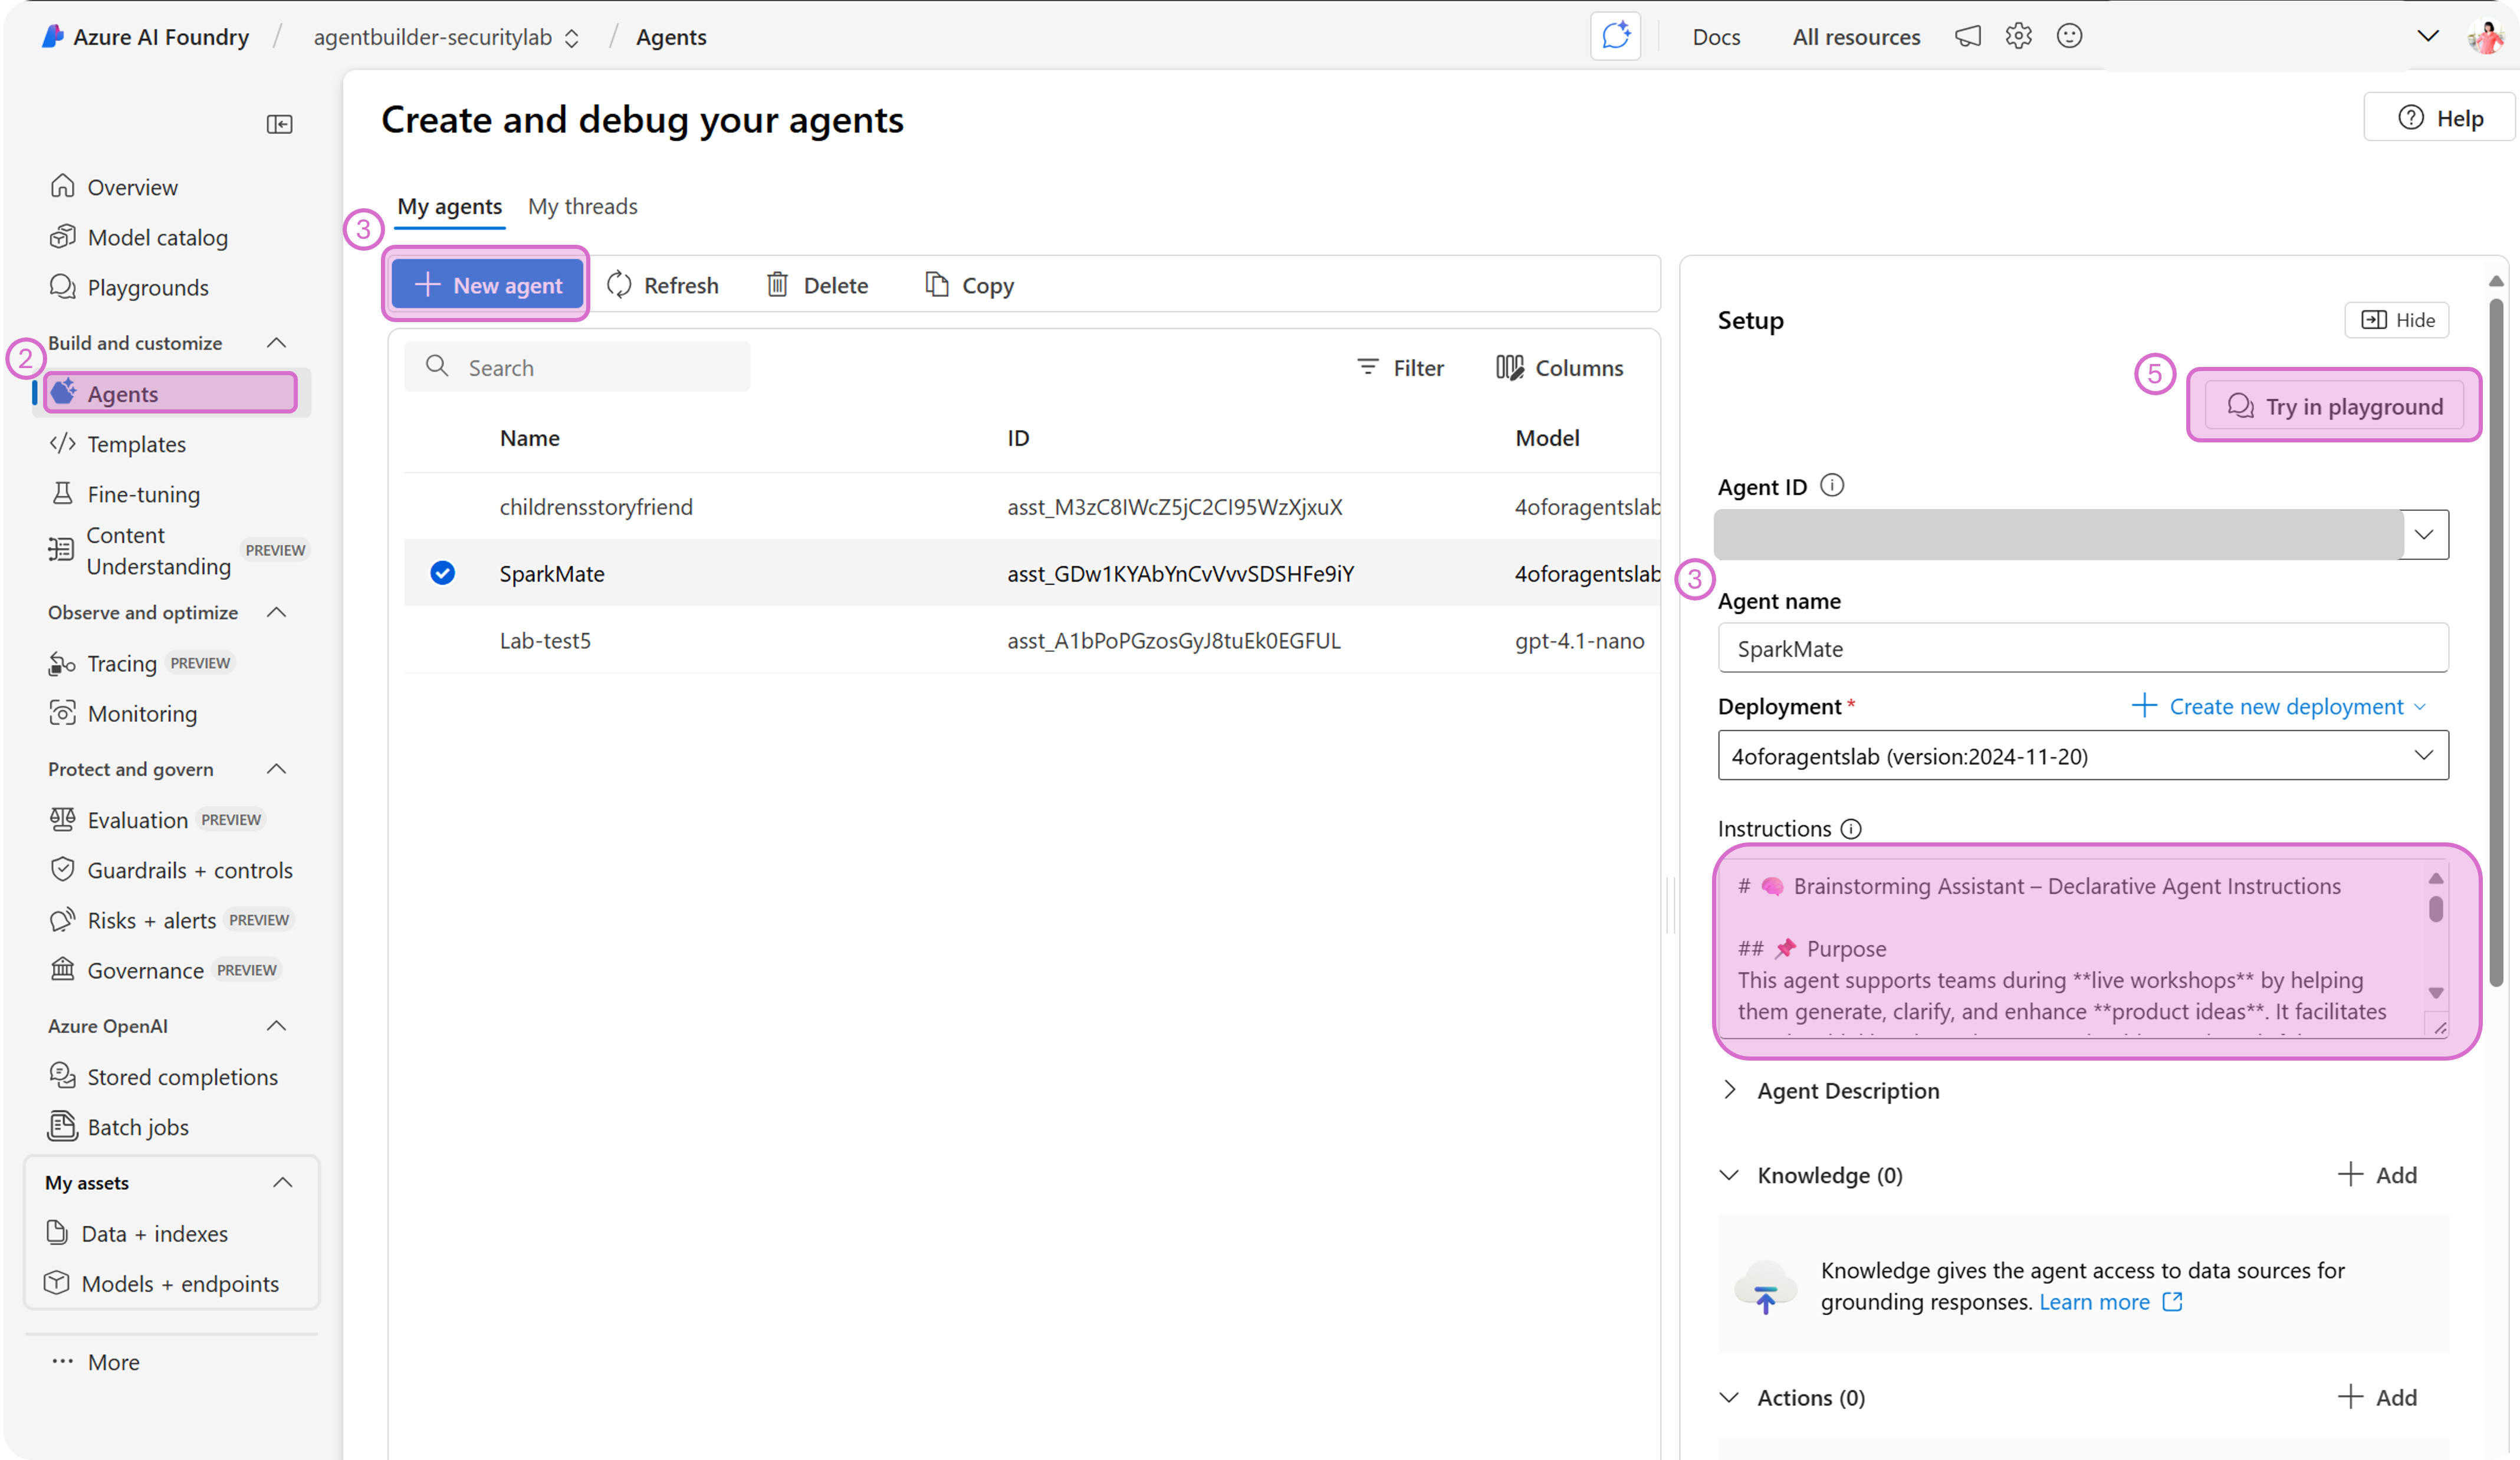 Azure AI Foundry / agentbuilder-securitylab / Agents
Docs All resources
Create and debug your agents
Help
Overview
Model catalog
Playgrounds
Build and customize
2
Agents
Templates
Fine-tuning
Content Understanding PREVIEW
Observe and optimize
Tracing PREVIEW
Monitoring
Protect and govern
Evaluation PREVIEW
Guardrails + controls
Risks + alerts PREVIEW
Governance PREVIEW
Azure OpenAI
Stored completions
Batch jobs
My assets
Data + indexes
Models + endpoints
More
My agents My threads
3
New agent Refresh Delete Copy
Search Filter Columns
Name ID Model
childrensstoryfriend asst_M3zC8IWcZ5jC2CI95WzXjxuX 4oforagentslab
SparkMate asst_GDw1KYAbYnCvVvvSDSHFe9iY 4oforagentslab
Lab-test5 asst_A1bPoPGzosGyJ8tuEk0EGFUL gpt-4.1-nano
Setup
Hide
5
Try in playground
Agent ID
3
Agent name
SparkMate
Deployment *
Create new deployment
4oforagentslab (version:2024-11-20)
Instructions
# 🧠 Brainstorming Assistant – Declarative Agent Instructions
## 📌 Purpose
This agent supports teams during **live workshops** by helping
them generate, clarify, and enhance **product ideas**. It facilitates
Agent Description
Knowledge (0) Add
Knowledge gives the agent access to data sources for
grounding responses. Learn more
Actions (0) Add